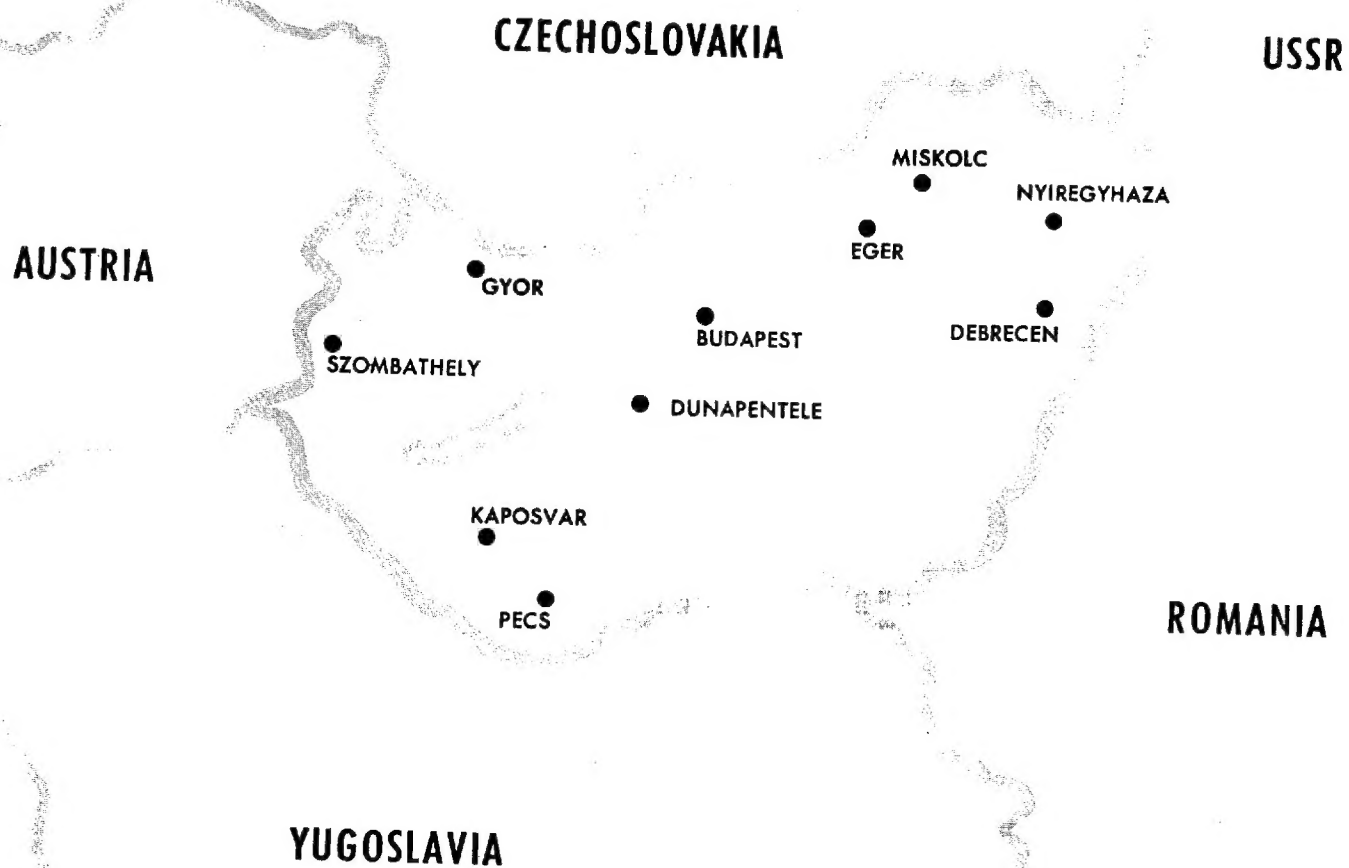 CZECHOSLOVAKIA
USSR
MISKOLC
NYIREGYHAZA
EGER
AUSTRIA
GYOR
BUDAPEST
DEBRECEN
SZOMBATHELY
DUNAPENTELE
KAPOSVAR
PECS
ROMANIA
YUGOSLAVIA